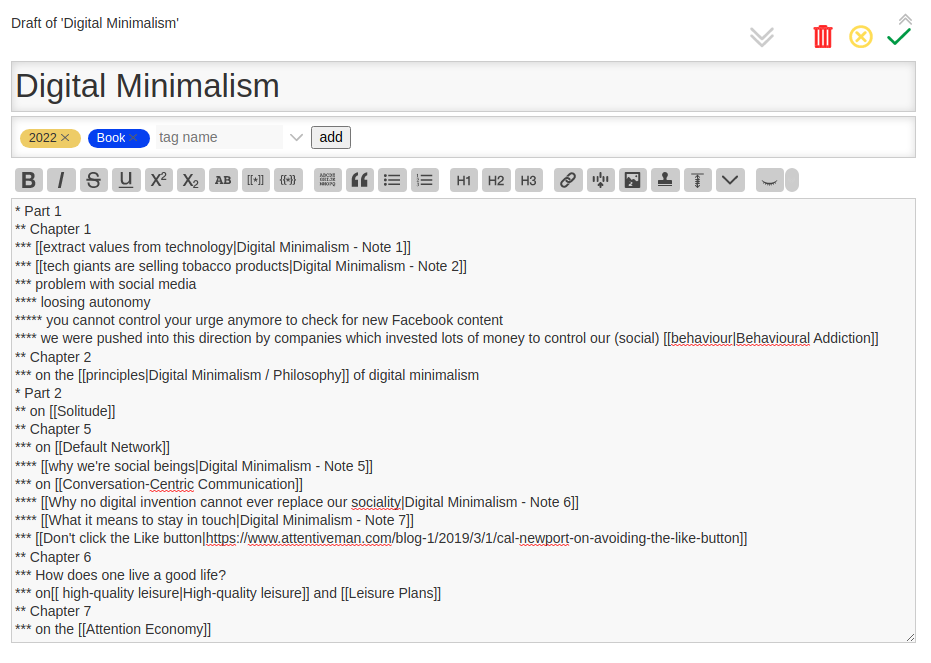 Draft of 'Digital Minimalism'
Digital Minimalism
2022 × Book × tag name add
B I S U X² X₂ AB [[*]] {{*}} H1 H2 H3
* Part 1
** Chapter 1
*** [[extract values from technology|Digital Minimalism - Note 1]]
*** [[tech giants are selling tobacco products|Digital Minimalism - Note 2]]
*** problem with social media
**** loosing autonomy
***** you cannot control your urge anymore to check for new Facebook content
**** we were pushed into this direction by companies which invested lots of money to control our (social) [[behaviour|Behavioural Addiction]]
** Chapter 2
*** on the [[principles|Digital Minimalism / Philosophy]] of digital minimalism
* Part 2
** on [[Solitude]]
** Chapter 5
*** on [[Default Network]]
**** [[why we're social beings|Digital Minimalism - Note 5]]
*** on [[Conversation-Centric Communication]]
**** [[Why no digital invention cannot ever replace our sociality|Digital Minimalism - Note 6]]
**** [[What it means to stay in touch|Digital Minimalism - Note 7]]
*** [[Don't click the Like button|https://www.attentiveman.com/blog-1/2019/3/1/cal-newport-on-avoiding-the-like-button]]
** Chapter 6
*** How does one live a good life?
*** on[[ high-quality leisure|High-quality leisure]] and [[Leisure Plans]]
** Chapter 7
*** on the [[Attention Economy]]